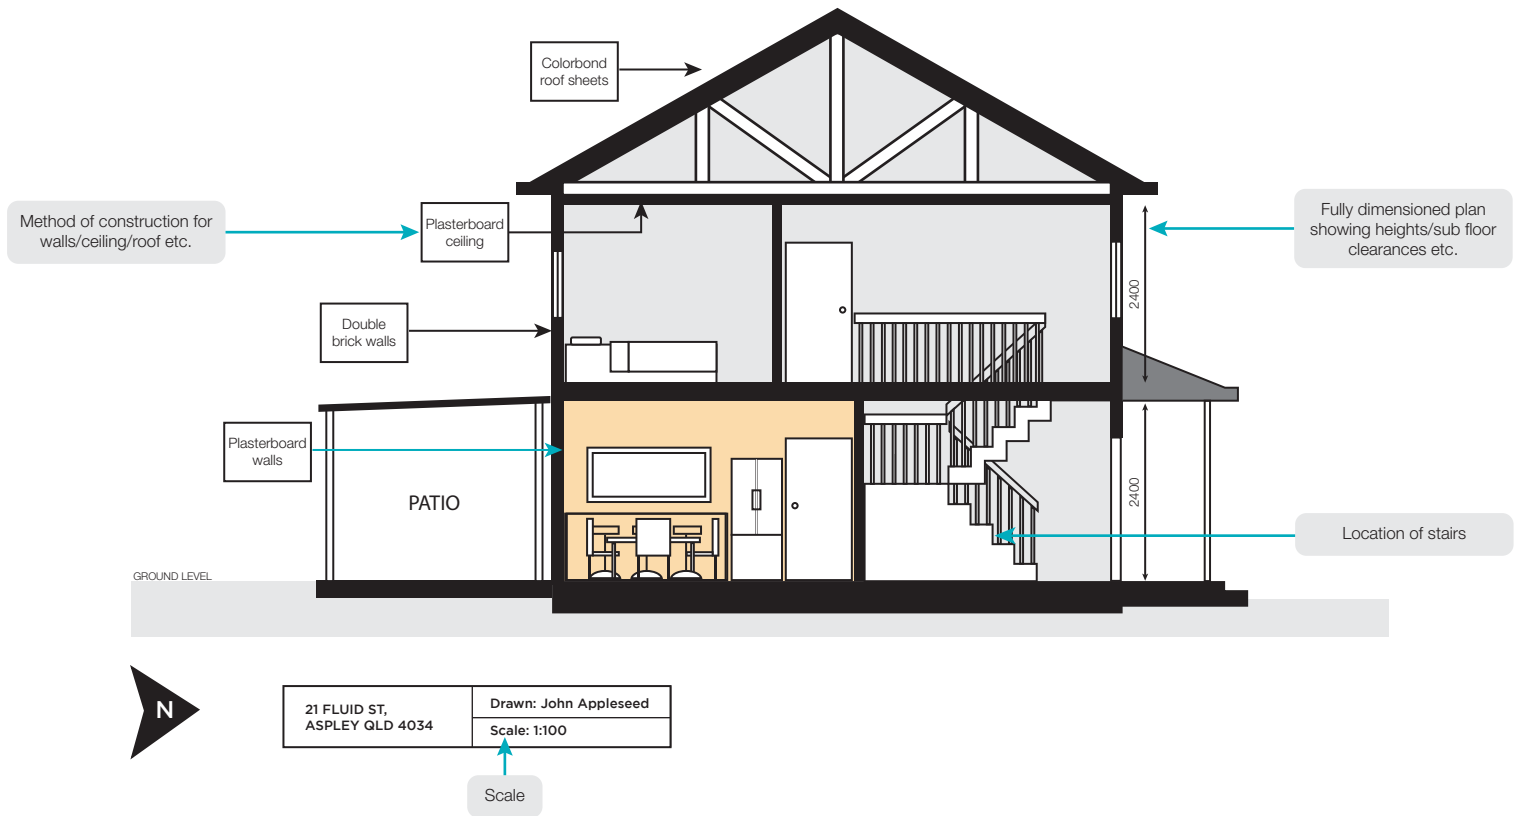 Colorbond
roof sheets
Method of construction for
walls/ceiling/roof etc.
Plasterboard
ceiling
Fully dimensioned plan
showing heights/sub floor
clearances etc.
2400
Double
brick walls
Plasterboard
walls
PATIO
2400
Location of stairs
GROUND LEVEL
N
21 FLUID ST,
ASPLEY QLD 4034
Drawn: John Appleseed
Scale: 1:100
Scale